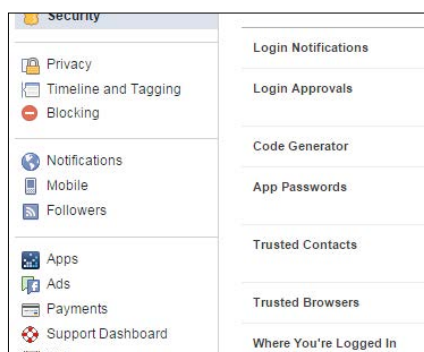 Security
Privacy
Timeline and Tagging
Blocking
Notifications
Mobile
Followers
Apps
Ads
Payments
Support Dashboard
Login Notifications
Login Approvals
Code Generator
App Passwords
Trusted Contacts
Trusted Browsers
Where You're Logged In